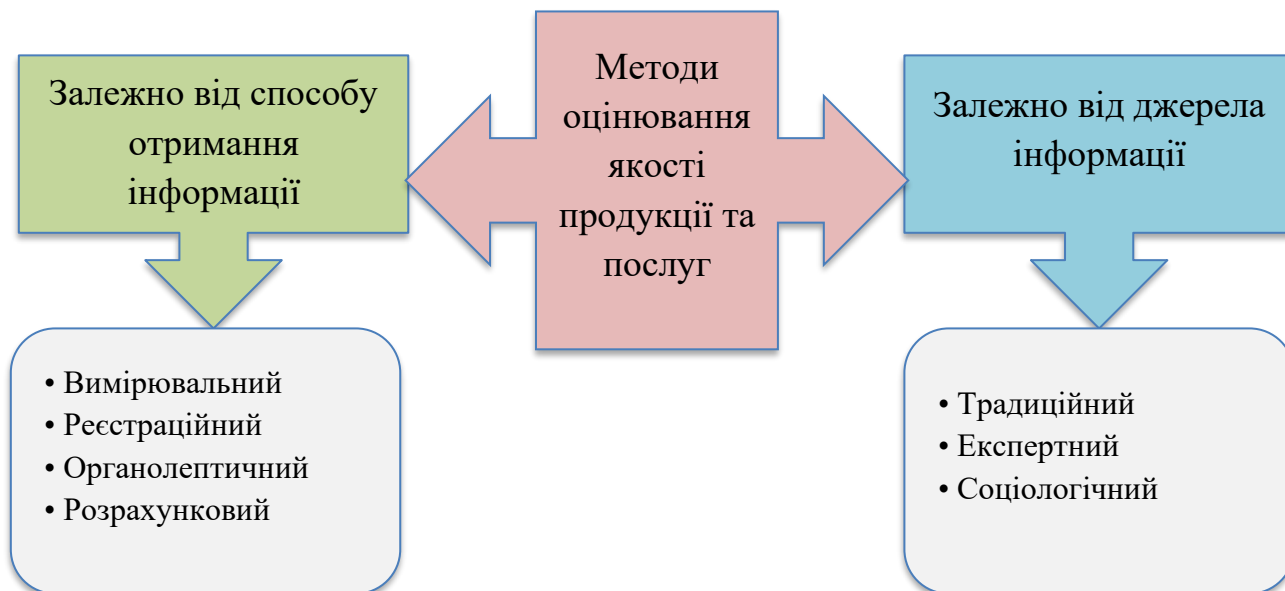 Методи
оцінювання
якості
продукції та
послуг
Залежно від способу
отримання
інформації
• Вимірювальний
• Реєстраційний
• Органолептичний
• Розрахунковий
Залежно від джерела
інформації
• Традиційний
• Експертний
• Соціологічний